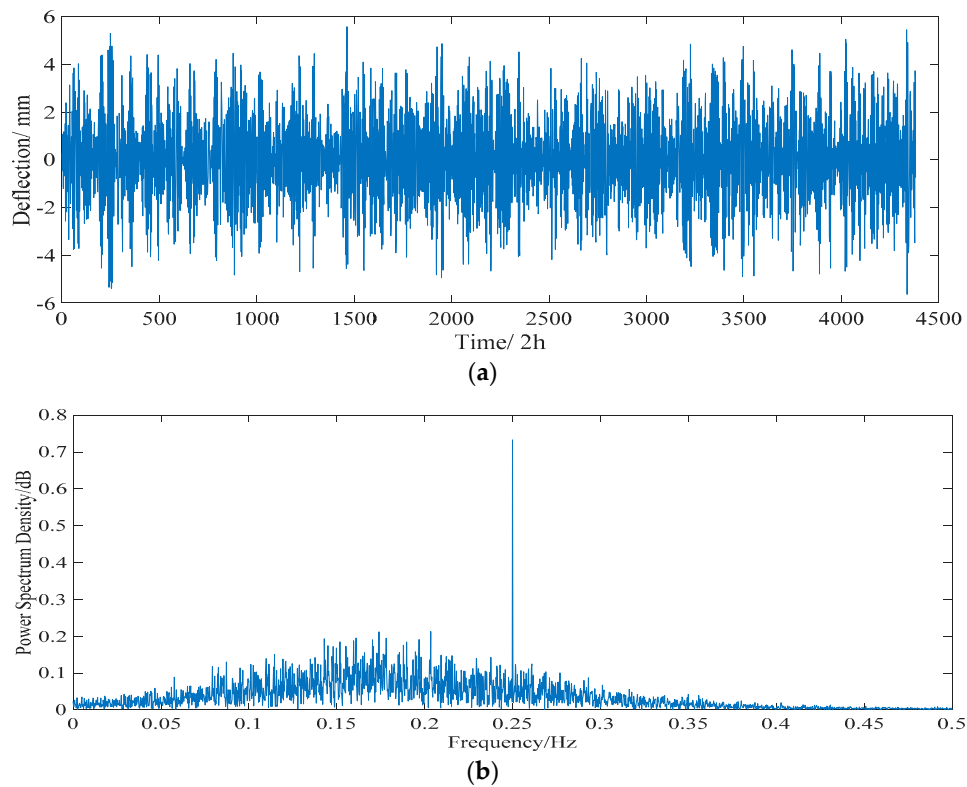 6
4
2
0
-2
-4
-6
Deflection/ mm
0 500 1000 1500 2000 2500 3000 3500 4000 4500
Time/ 2h
(a)
0.8
0.7
0.6
0.5
0.4
0.3
0.2
0.1
0
Power Spectrum Density/dB
0 0.05 0.1 0.15 0.2 0.25 0.3 0.35 0.4 0.45 0.5
Frequency/Hz
(b)